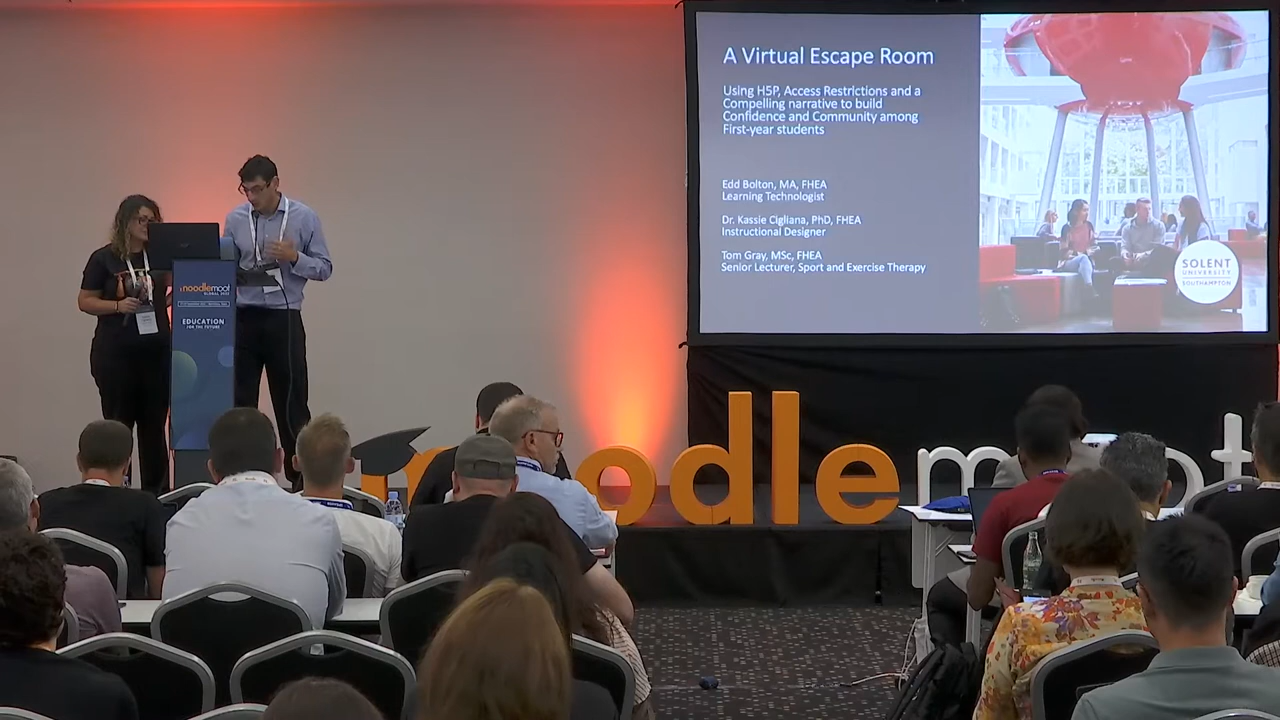 A Virtual Escape Room
Using H5P, Access Restrictions and a
Compelling narrative to build
Confidence and Community among
First-year students
Edd Bolton, MA, FHEA
Learning Technologist
Dr. Kassie Cigliana, PhD, FHEA
Instructional Designer
Tom Gray, MSc, FHEA
Senior Lecturer, Sport and Exercise Therapy
SOLENT
UNIVERSITY
SOUTHAMPTON
moodlemoot
EDUCATION
FOR THE FUTURE
moodlemoot